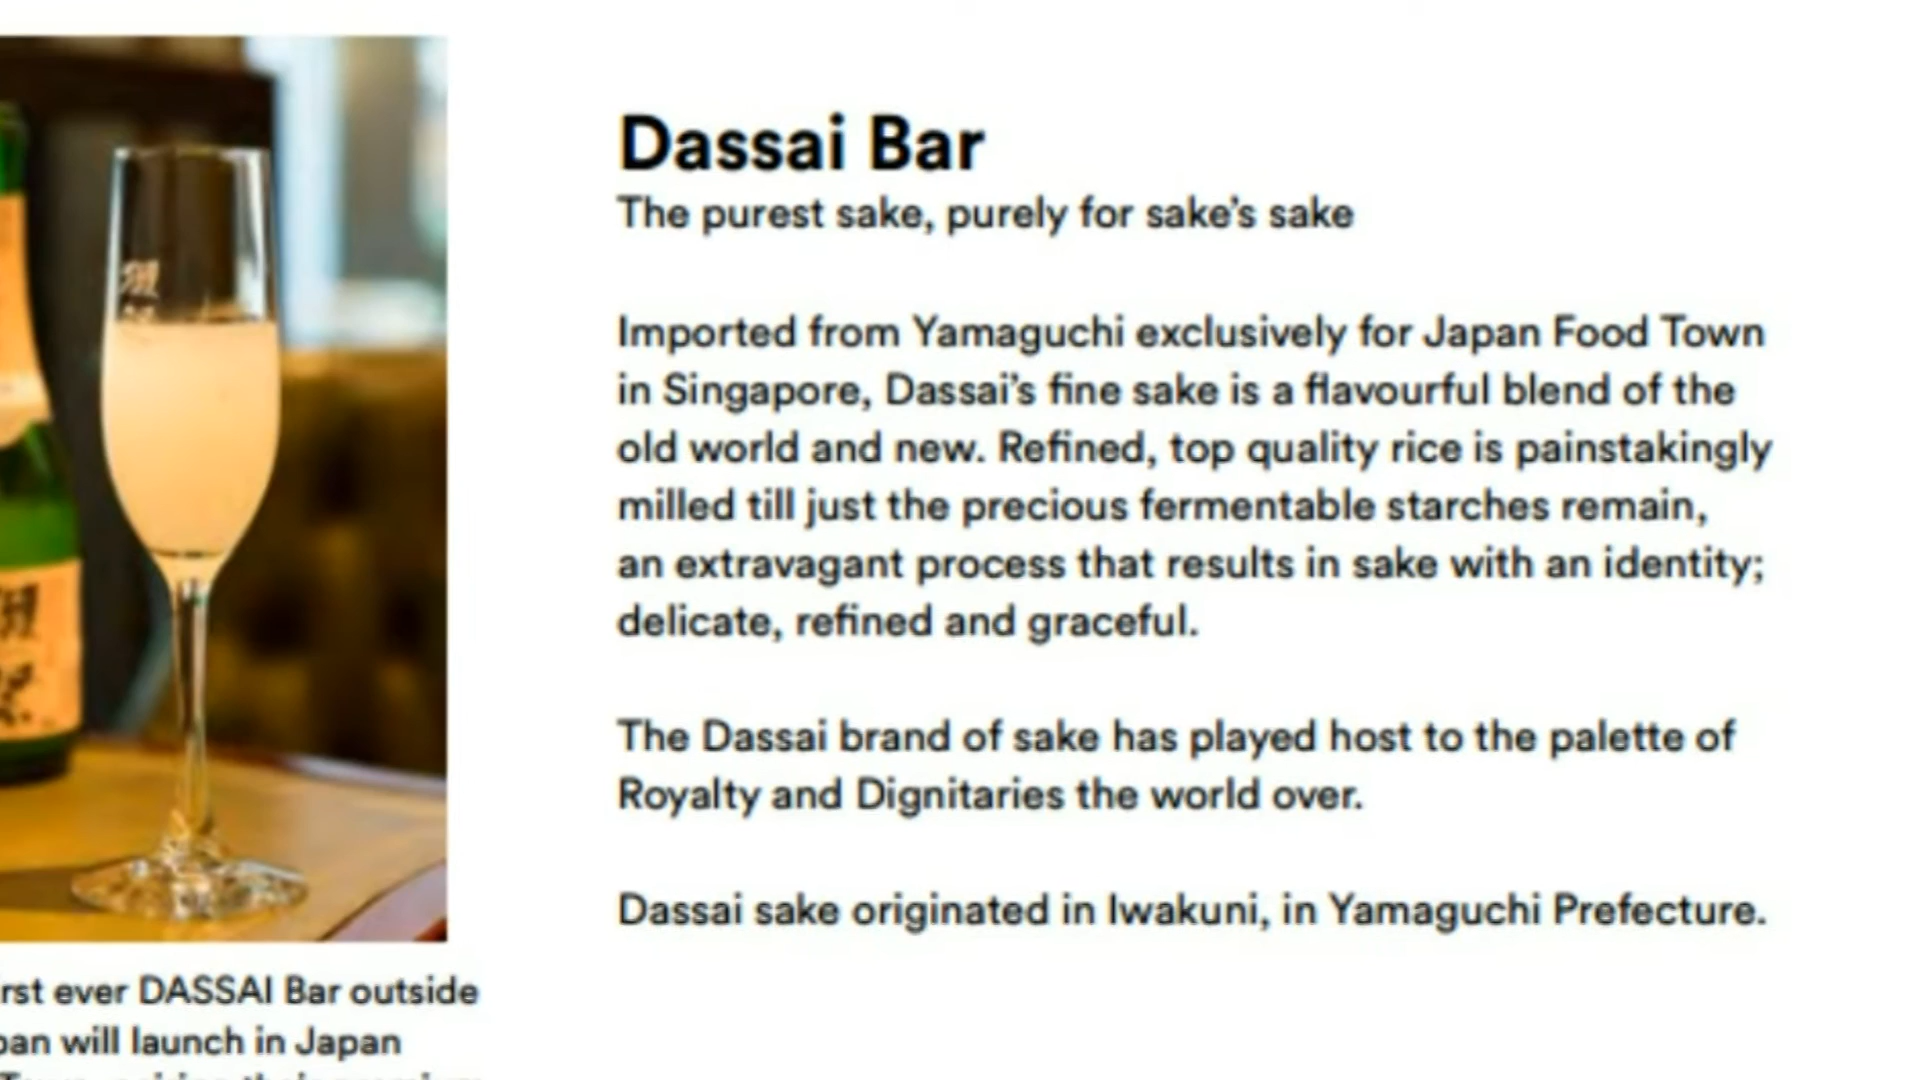 Dassai Bar
The purest sake, purely for sake’s sake
Imported from Yamaguchi exclusively for Japan Food Town
in Singapore, Dassai’s fine sake is a flavourful blend of the
old world and new. Refined, top quality rice is painstakingly
milled till just the precious fermentable starches remain,
an extravagant process that results in sake with an identity;
delicate, refined and graceful.
The Dassai brand of sake has played host to the palette of
Royalty and Dignitaries the world over.
Dassai sake originated in Iwakuni, in Yamaguchi Prefecture.
ever DASSAI Bar outside
will launch in Japan